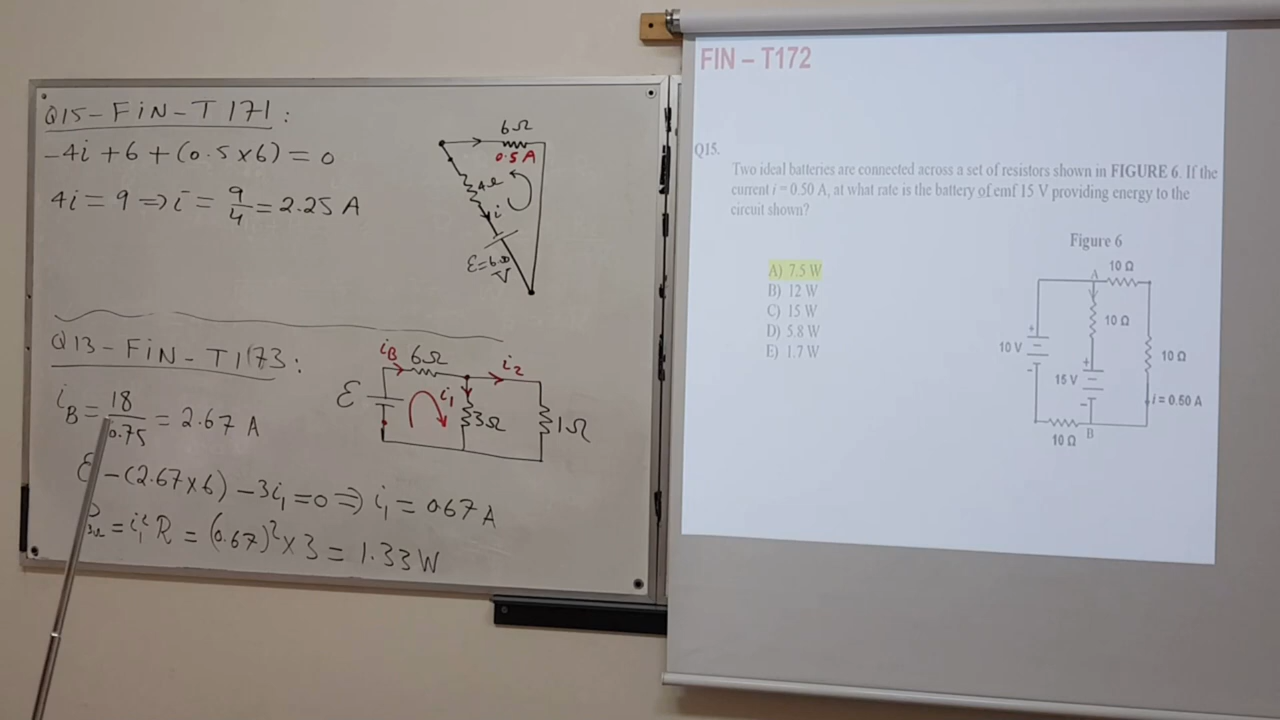 Q15-FiN-T171:
-4i + 6 + (0.5×6) = 0
4i = 9 => i = 9/4 = 2.25 A
6Ω
0.5 A
4Ω
i
ε=6.0
V
Q13-FiN-T173:
iB = 18/6.75 = 2.67 A
ε - (2.67×6) - 3i₁ = 0 => i₁ = 0.67 A
3Ω = i₁² R = (0.67)² × 3 = 1.33 W
iB 6Ω
i₂
ε
i₁
3Ω
1Ω
FIN – T172
Q15.
Two ideal batteries are connected across a set of resistors shown in FIGURE 6. If the
current i = 0.50 A, at what rate is the battery of emf 15 V providing energy to the
circuit shown?
A) 7.5 W
B) 12 W
C) 15 W
D) 5.8 W
E) 1.7 W
Figure 6
10 Ω
A
10 Ω
+
10 V
-
+
15 V
-
10 Ω
i = 0.50 A
10 Ω
B